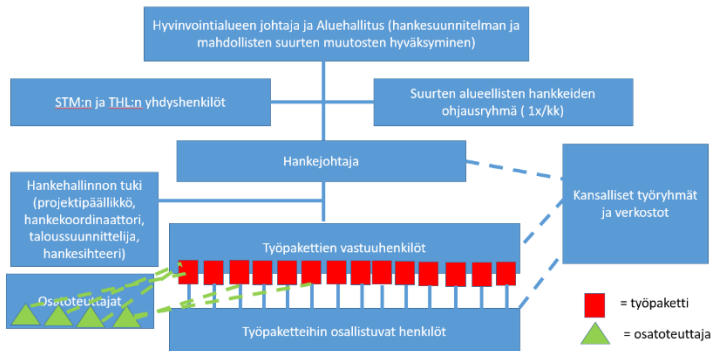 Hyvinvointialueen johtaja ja Aluehallitus (hankesuunnitelman ja
mahdollisten suurten muutosten hyväksyminen)
STM:n ja THL:n yhdyshenkilöt
Suurten alueellisten hankkeiden
ohjausryhmä ( 1x/kk)
Hankejohtaja
Kansalliset työryhmät
ja verkostot
Hankehallinnon tuki
(projektipäällikkö,
hankekoordinaattori,
taloussuunnittelija,
hankesihteeri)
Työpakettien vastuuhenkilöt
Osatoteuttajat
Työpaketteihin osallistuvat henkilöt
= työpaketti
= osatoteuttaja